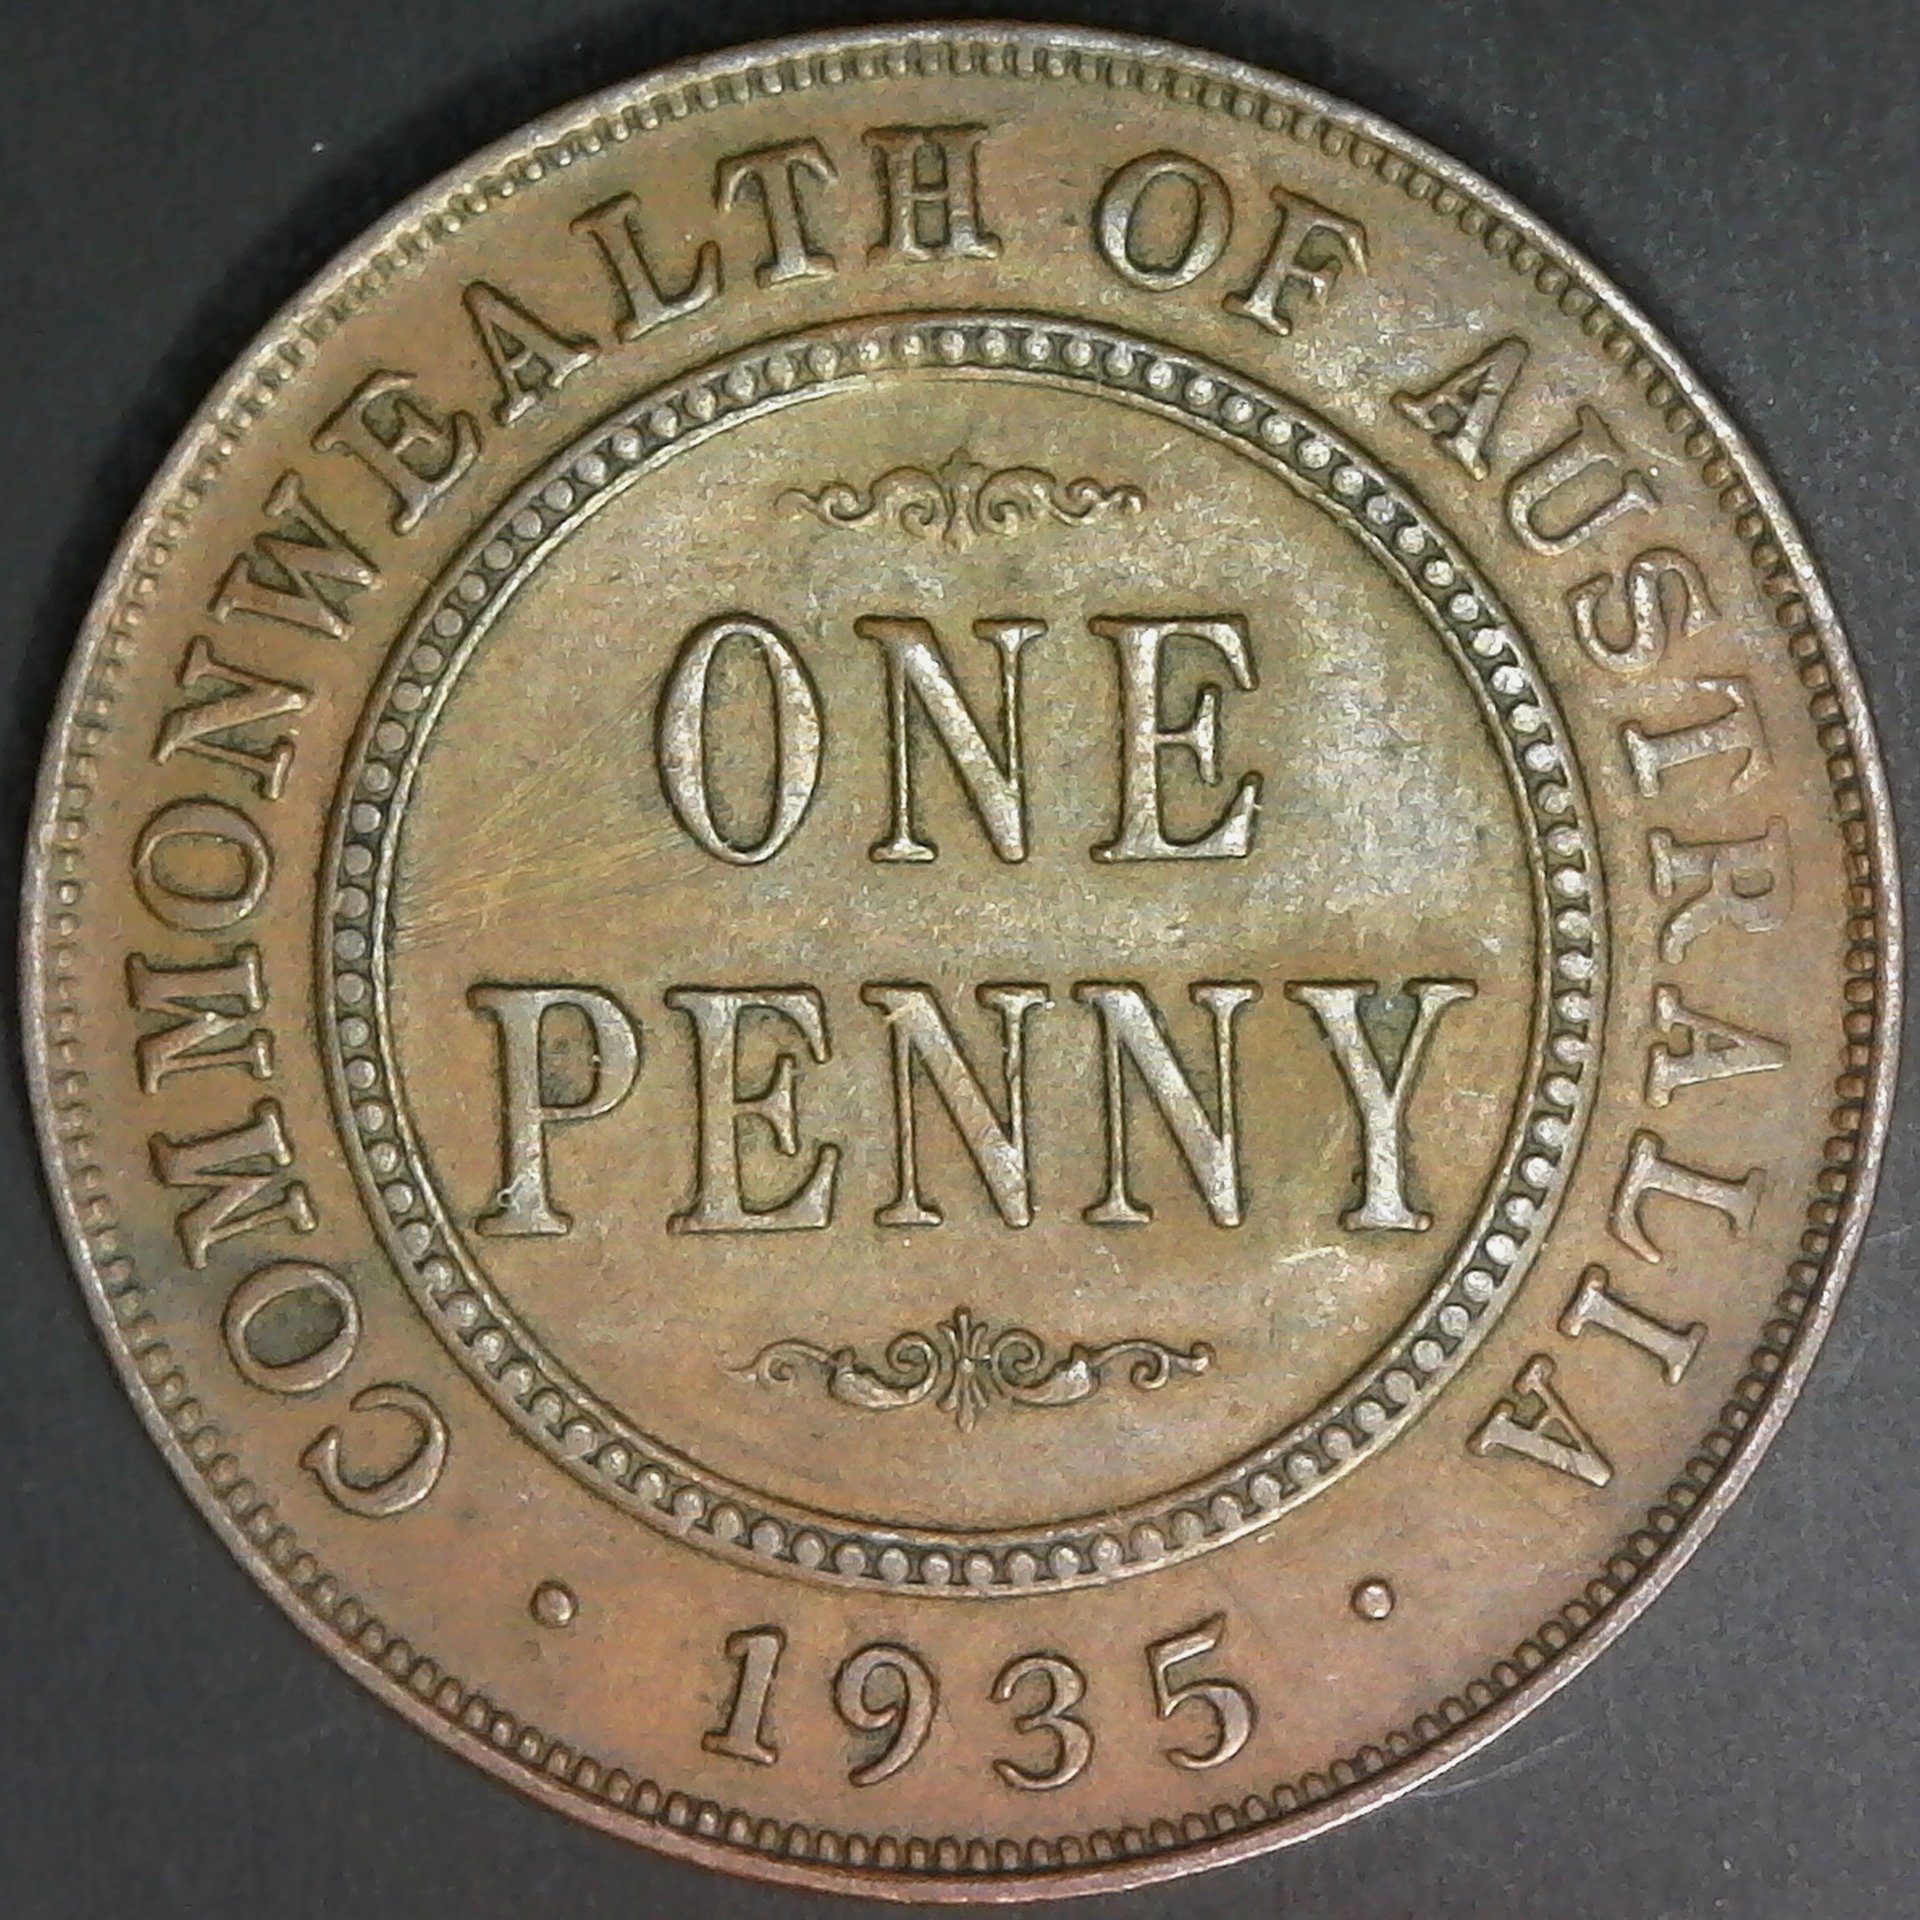 COMMONWEALTH OF AUSTRALIA
ONE
PENNY
· 1935 ·